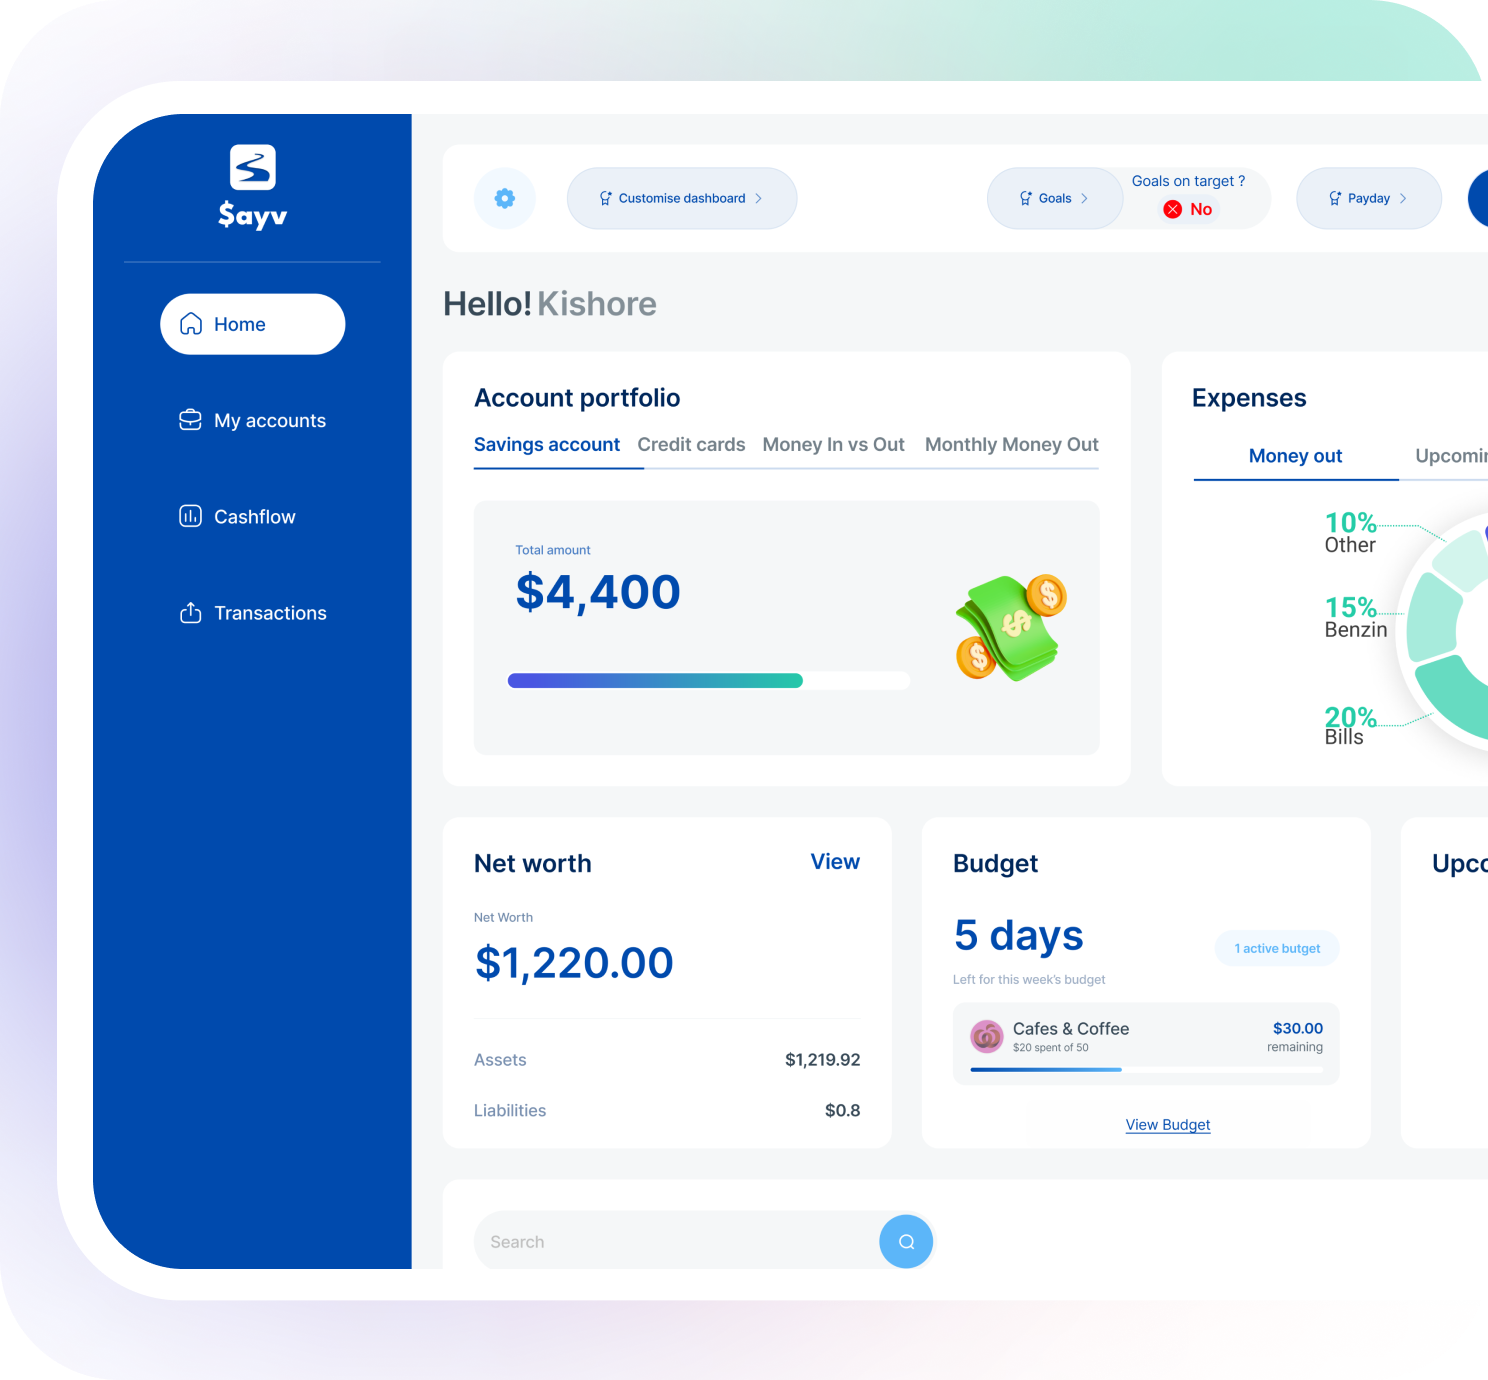 $ayv
Home
My accounts
Cashflow
Transactions
Customise dashboard
Goals
Goals on target ?
No
Payday
Hello! Kishore
Account portfolio
Savings account Credit cards Money In vs Out Monthly Money Out
Total amount
$4,400
Expenses
Money out Upcomin
10%
Other
15%
Benzin
20%
Bills
Net worth View
Net Worth
$1,220.00
Assets $1,219.92
Liabilities $0.8
Budget
5 days
1 active butget
Left for this week's budget
Cafes & Coffee $30.00
$20 spent of 50 remaining
View Budget
Upco
Search